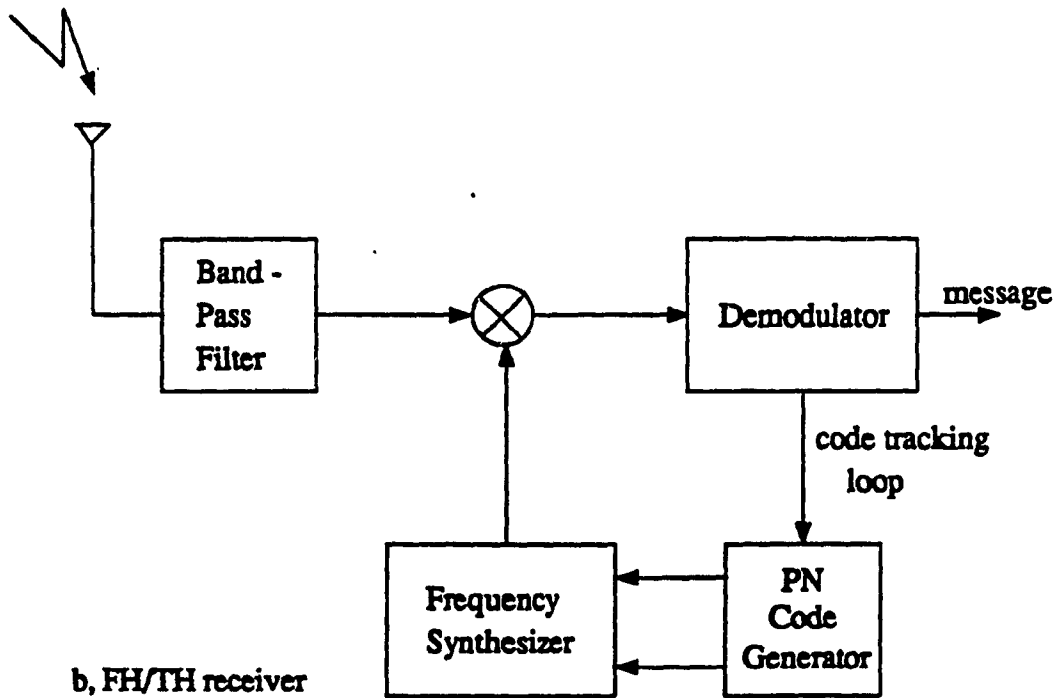 Band -
Pass
Filter
Demodulator
message
code tracking
loop
Frequency
Synthesizer
PN
Code
Generator
b, FH/TH receiver